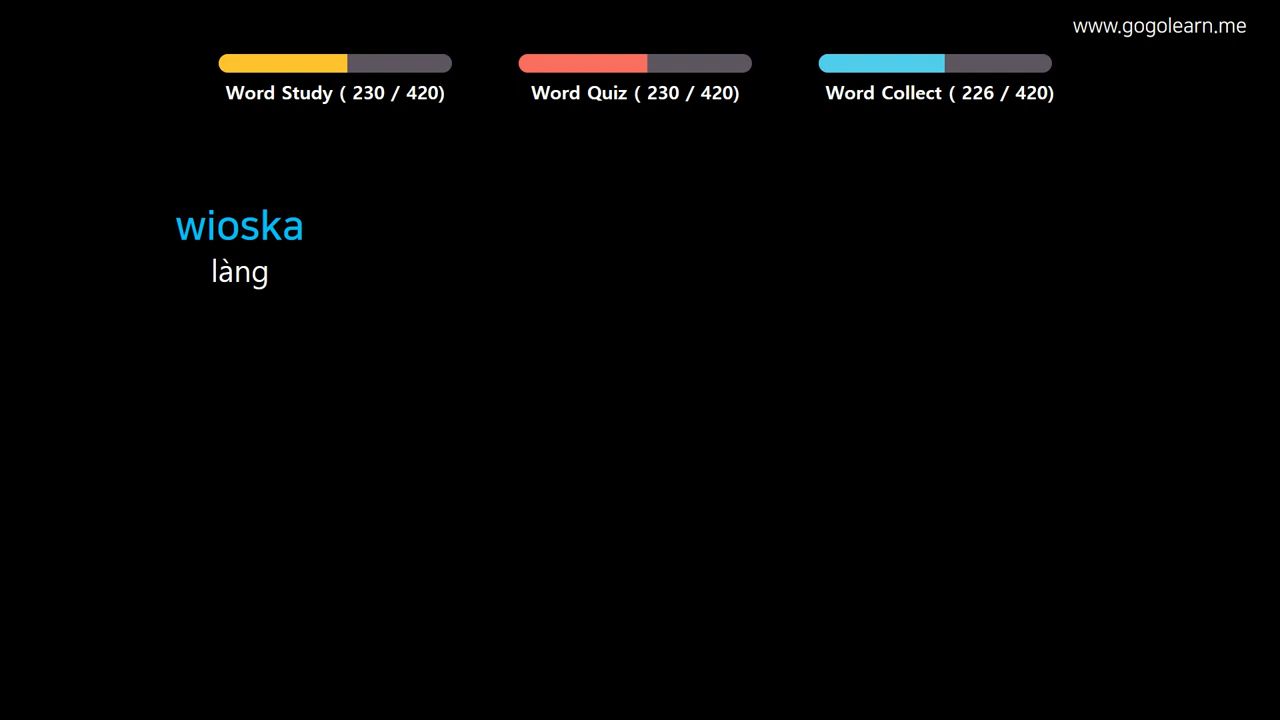 www.gogolearn.me
Word Study ( 230 / 420)
Word Quiz ( 230 / 420)
Word Collect ( 226 / 420)
wioska
làng